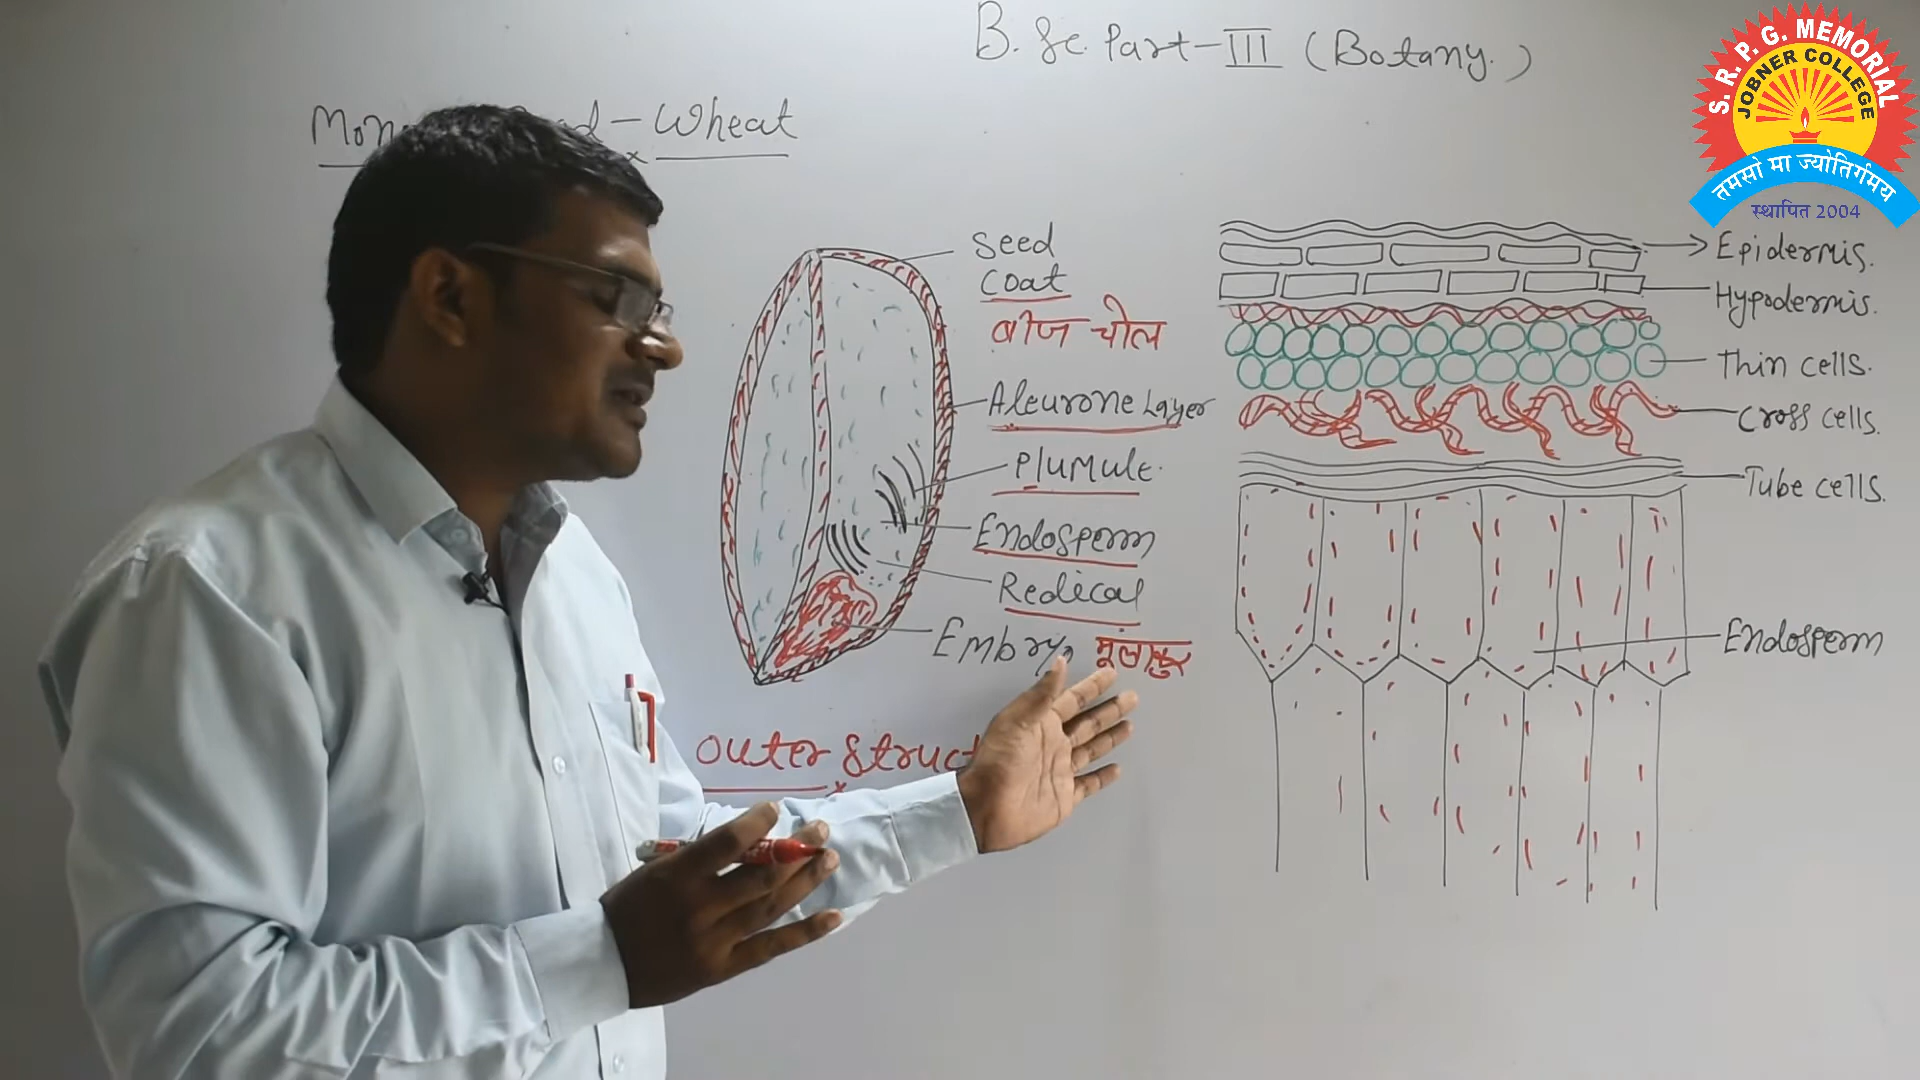 B. Sc. Part-III (Botany.)
- Wheat
seed
coat
बीज चोल
Aleurone Layer
Plumule.
Endosperm
Redical
Embryo मूलांकुर
Outer Struct
Epidermis.
Hypodermis.
Thin cells.
Cross cells.
Tube cells.
Endosperm
S. R. P. G. MEMORIAL
JOBNER COLLEGE
तमसो मा ज्योतिर्गमय
स्थापित 2004